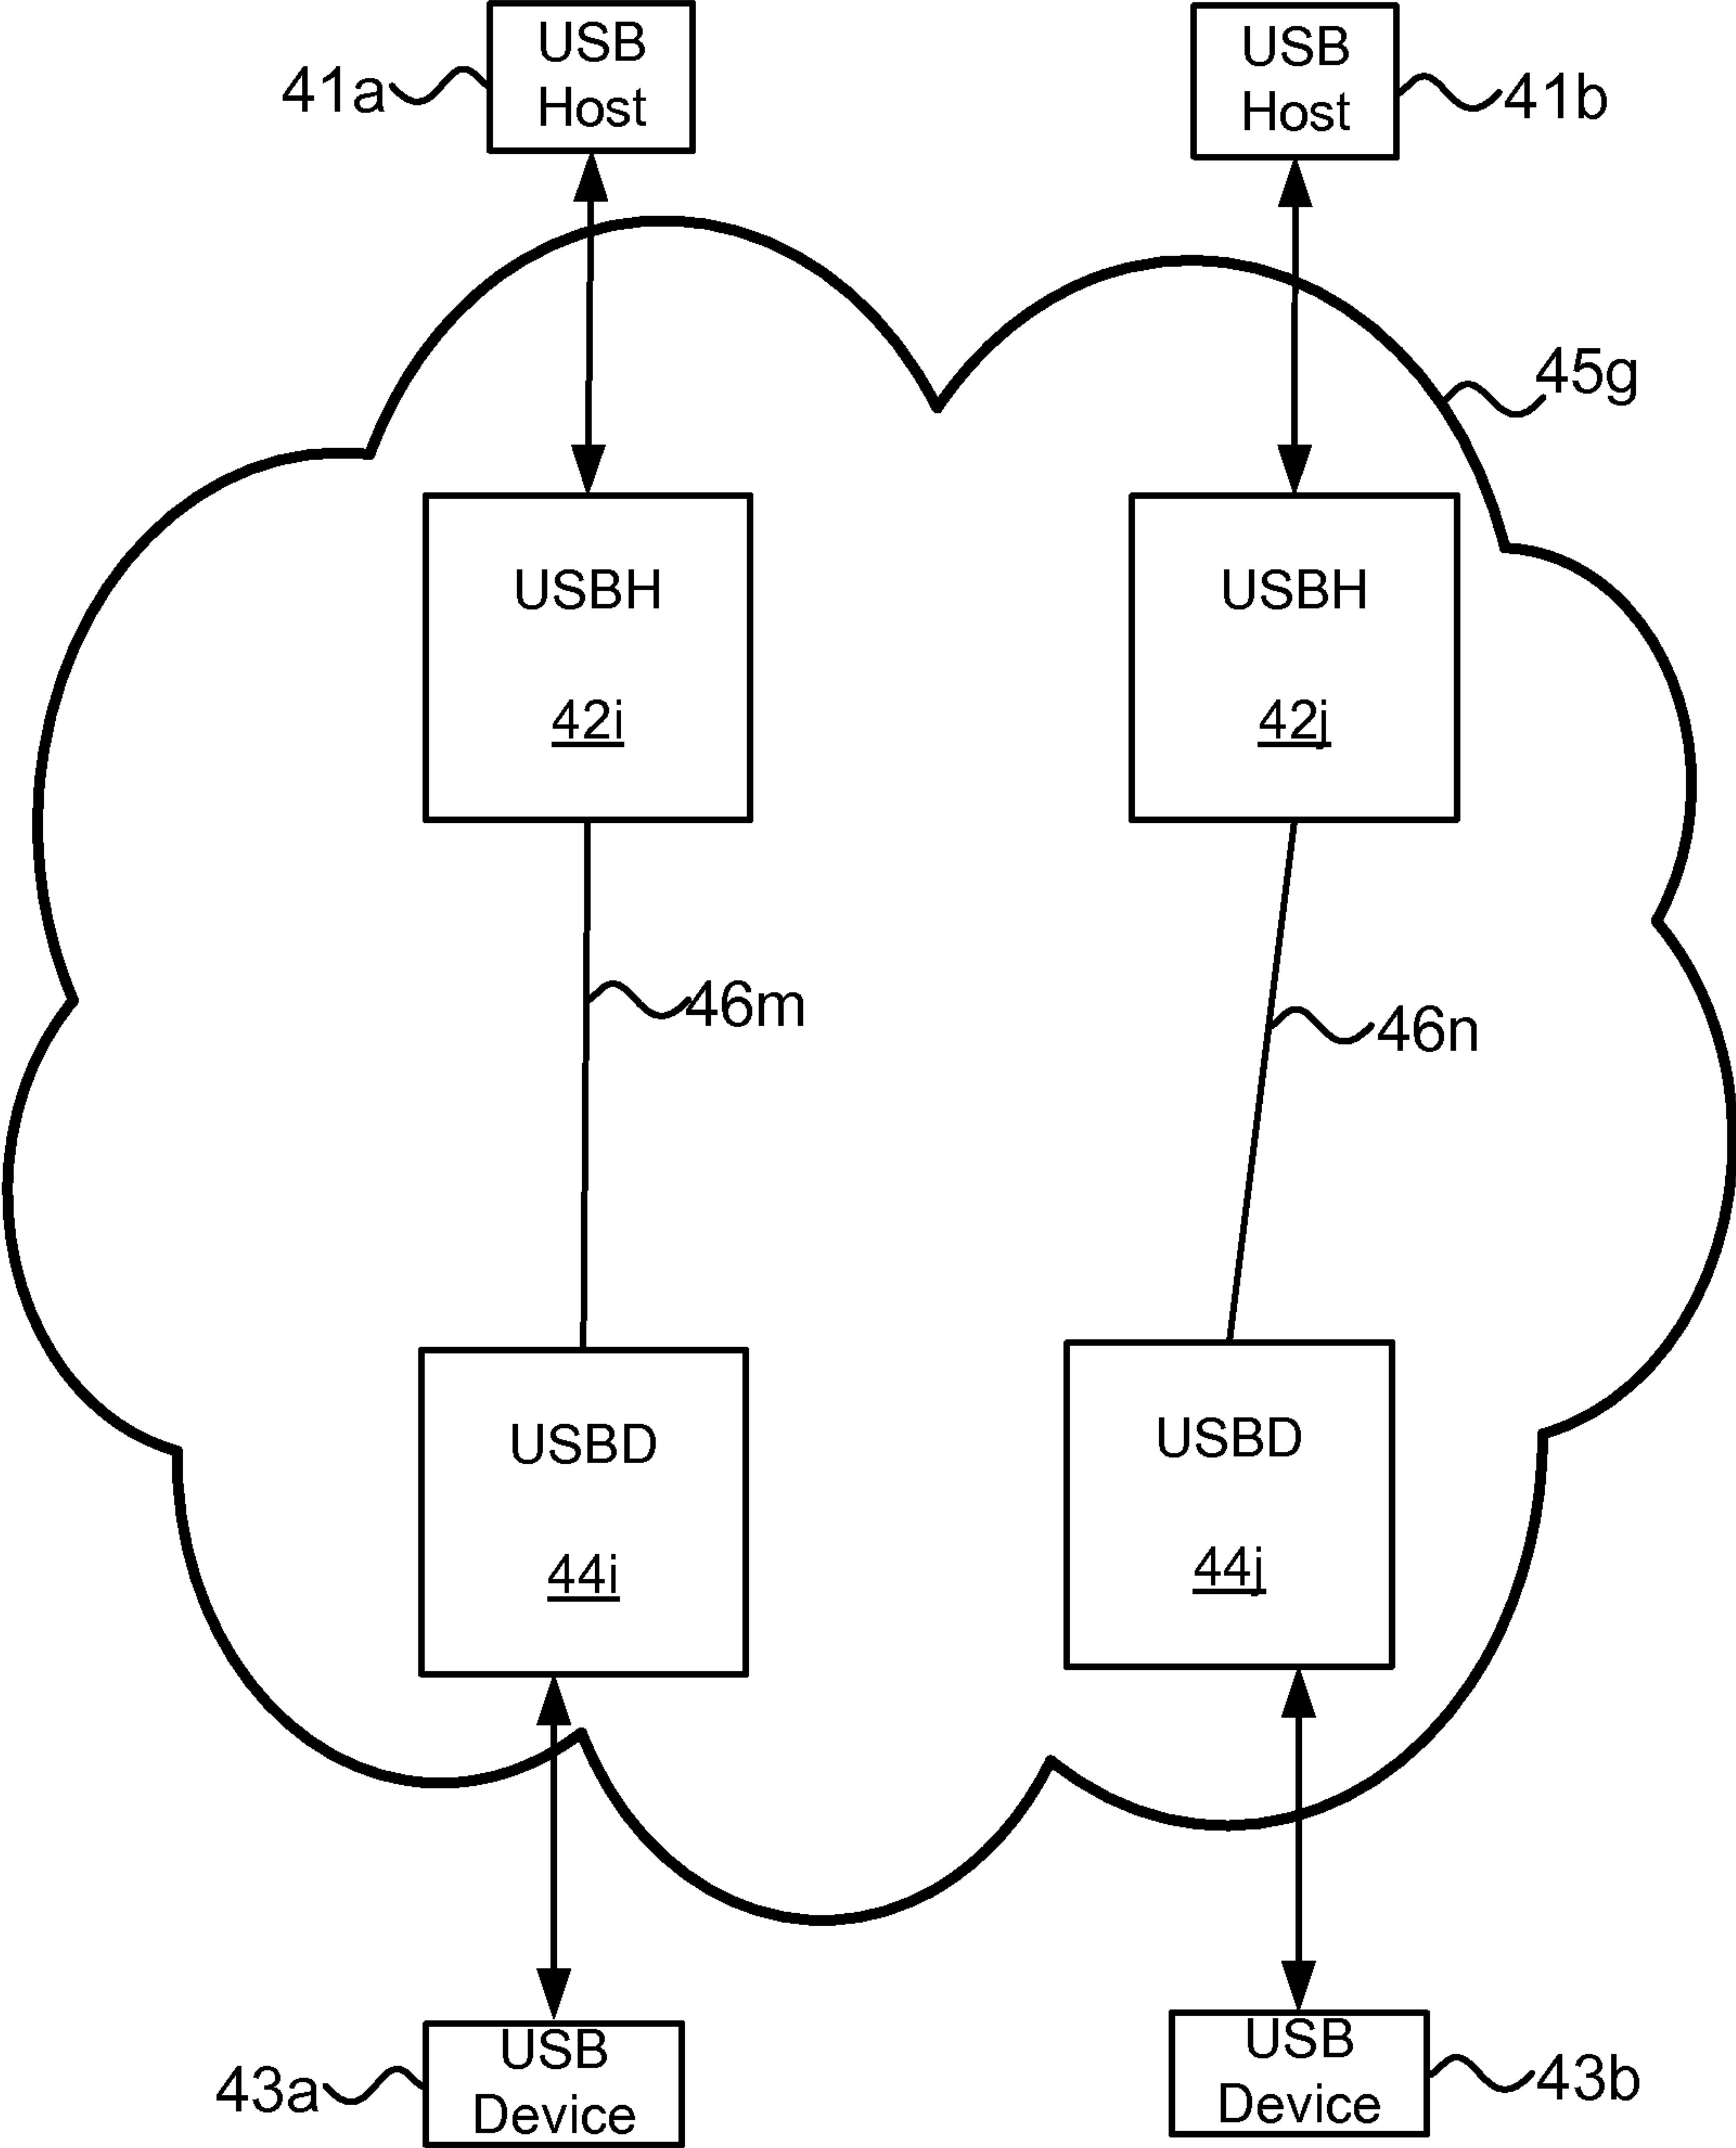 USB
Host
41a
USB
Host
41b
45g
USBH
42i
USBH
42j
46m
46n
USBD
44i
USBD
44j
USB
Device
43a
USB
Device
43b